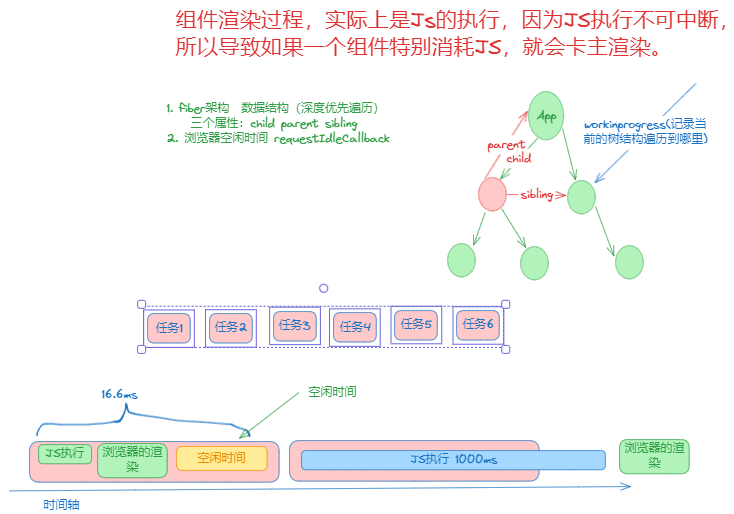 组件渲染过程，实际上是Js的执行，因为JS执行不可中断，
所以导致如果一个组件特别消耗JS，就会卡主渲染。
1. fiber架构 数据结构（深度优先遍历）
三个属性：child parent sibling
2. 浏览器空闲时间 requestIdleCallback
App
workinprogress(记录当
前的树结构遍历到哪里)
parent
child
sibling
任务1
任务2
任务3
任务4
任务5
任务6
16.6ms
空闲时间
JS执行
浏览器的渲
染
空闲时间
JS执行 1000ms
浏览器的渲
染
时间轴